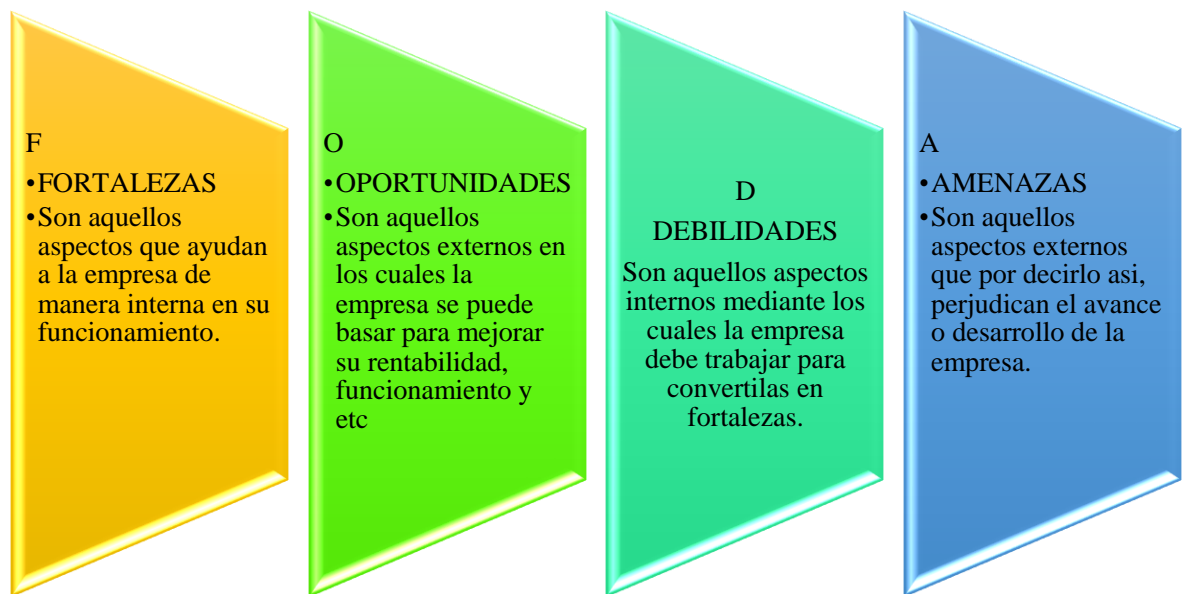 F
•FORTALEZAS
•Son aquellos
aspectos que ayudan
a la empresa de
manera interna en su
funcionamiento.
O
•OPORTUNIDADES
•Son aquellos
aspectos externos en
los cuales la
empresa se puede
basar para mejorar
su rentabilidad,
funcionamiento y
etc
D
DEBILIDADES
Son aquellos aspectos
internos mediante los
cuales la empresa
debe trabajar para
convertilas en
fortalezas.
A
•AMENAZAS
•Son aquellos
aspectos externos
que por decirlo asi,
perjudican el avance
o desarrollo de la
empresa.